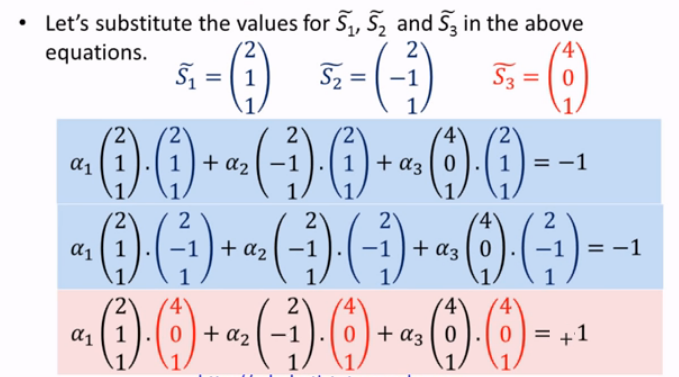 • Let's substitute the values for S̃₁, S̃₂ and S̃₃ in the above
equations.
S̃₁ = (2 1 1) S̃₂ = (2 −1 1) S̃₃ = (4 0 1)
α₁ (2 1 1) . (2 1 1) + α₂ (2 −1 1) . (2 1 1) + α₃ (4 0 1) . (2 1 1) = −1
α₁ (2 1 1) . (2 −1 1) + α₂ (2 −1 1) . (2 −1 1) + α₃ (4 0 1) . (2 −1 1) = −1
α₁ (2 1 1) . (4 0 1) + α₂ (2 −1 1) . (4 0 1) + α₃ (4 0 1) . (4 0 1) = +1